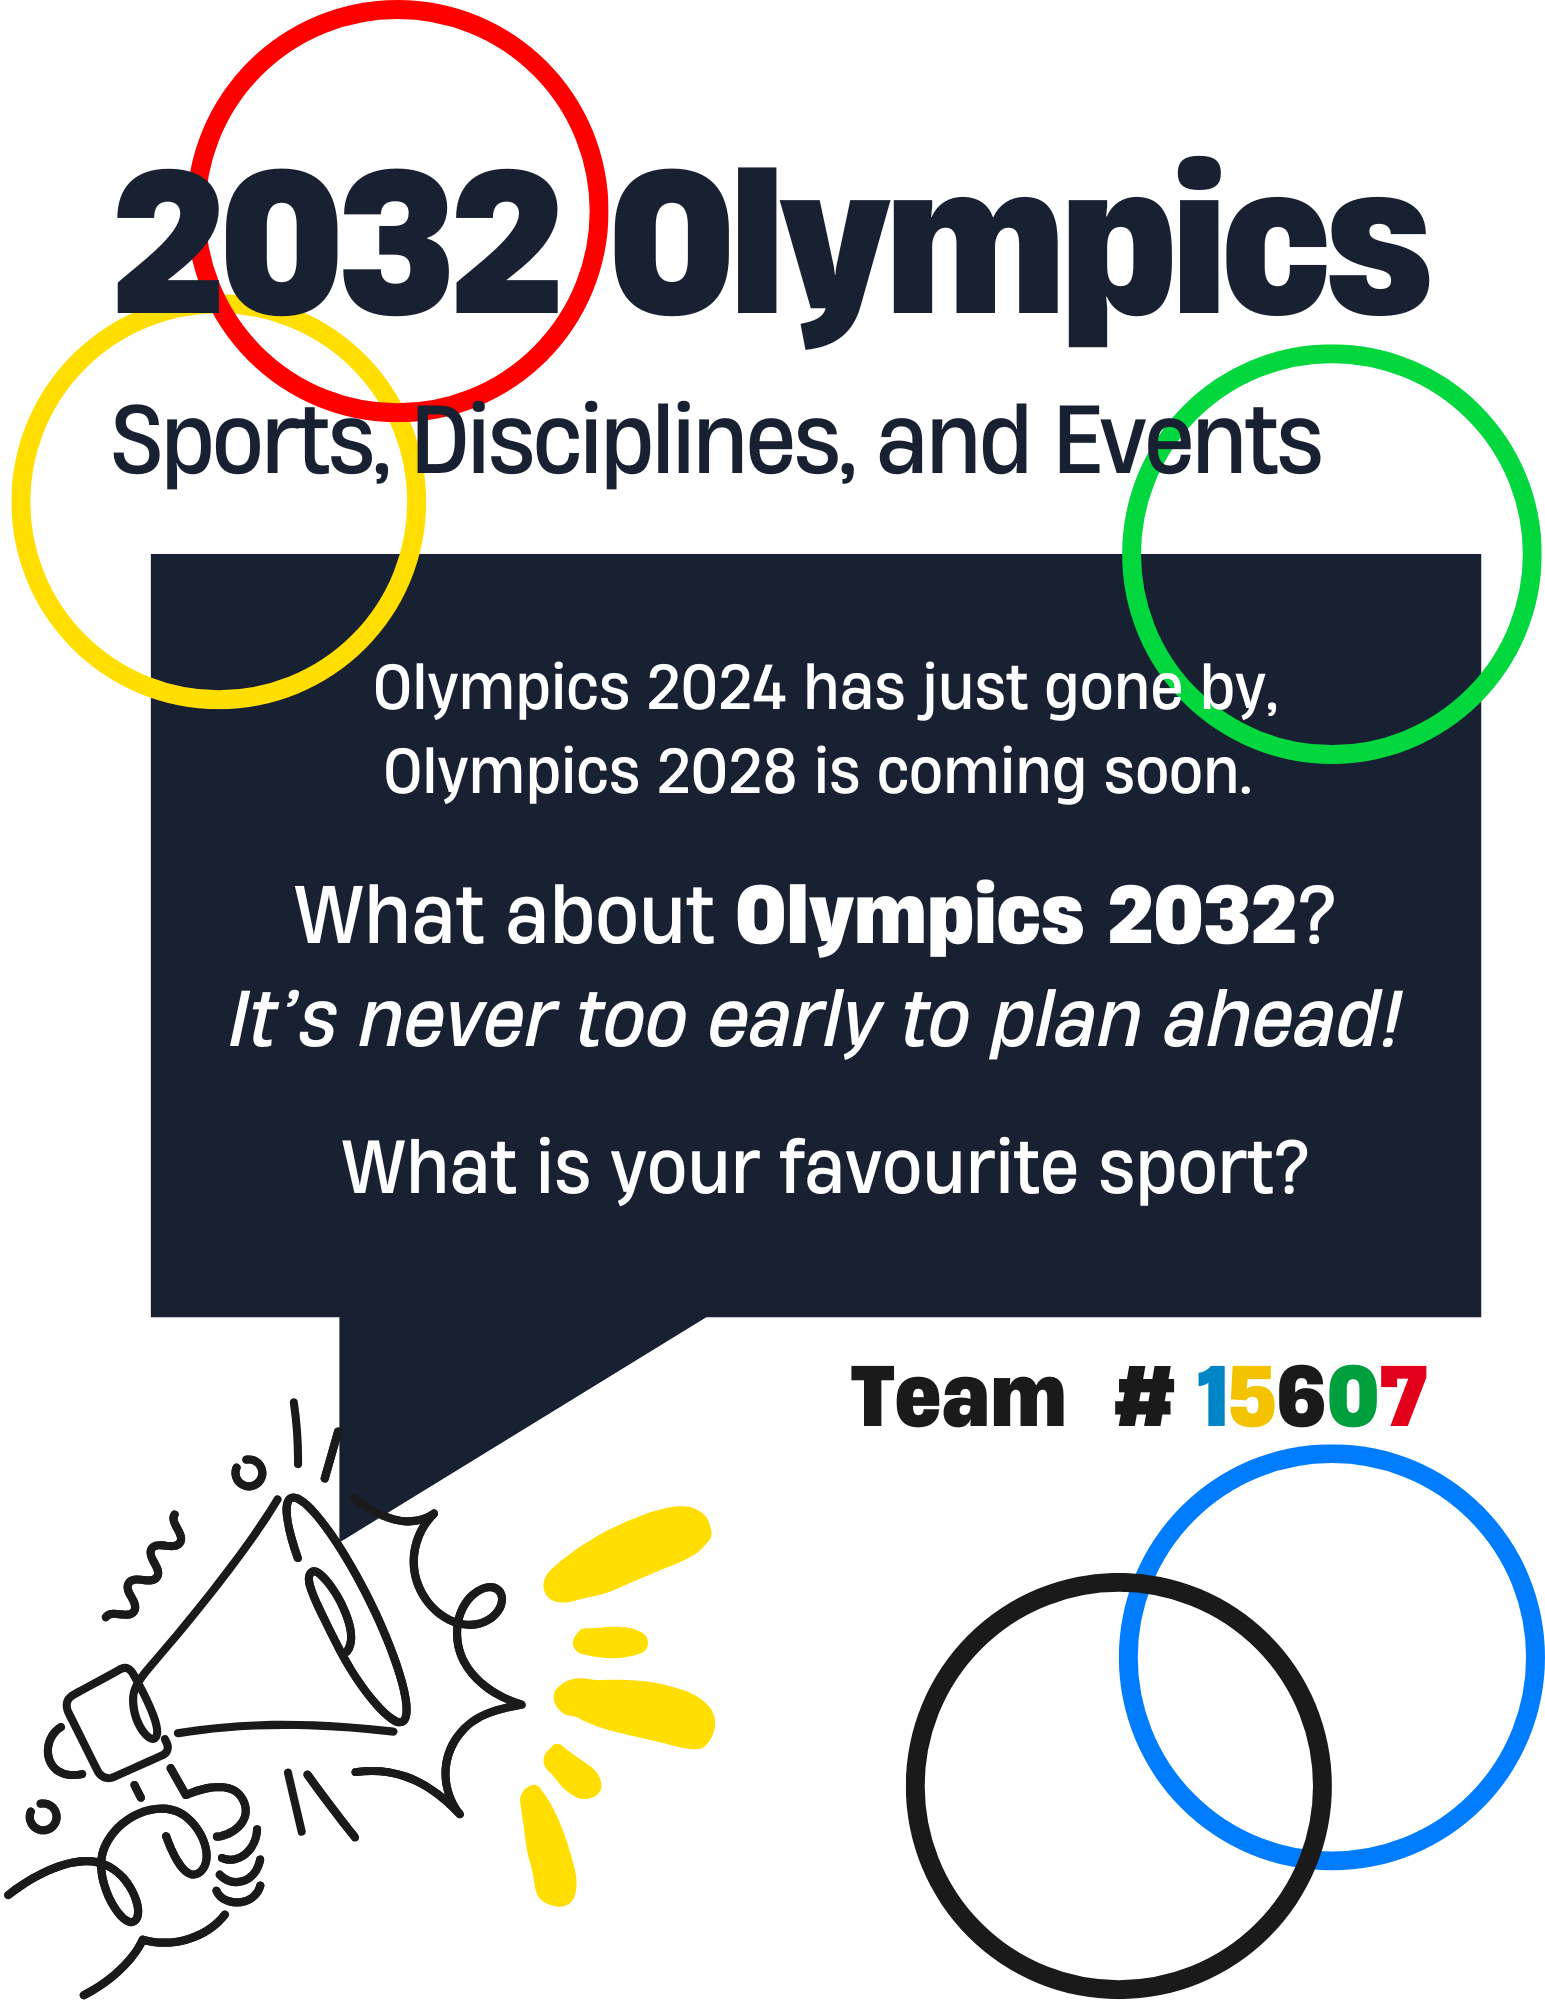 2032 Olympics
Sports, Disciplines, and Events
Olympics 2024 has just gone by,
Olympics 2028 is coming soon.
What about Olympics 2032?
It’s never too early to plan ahead!
What is your favourite sport?
Team # 15607